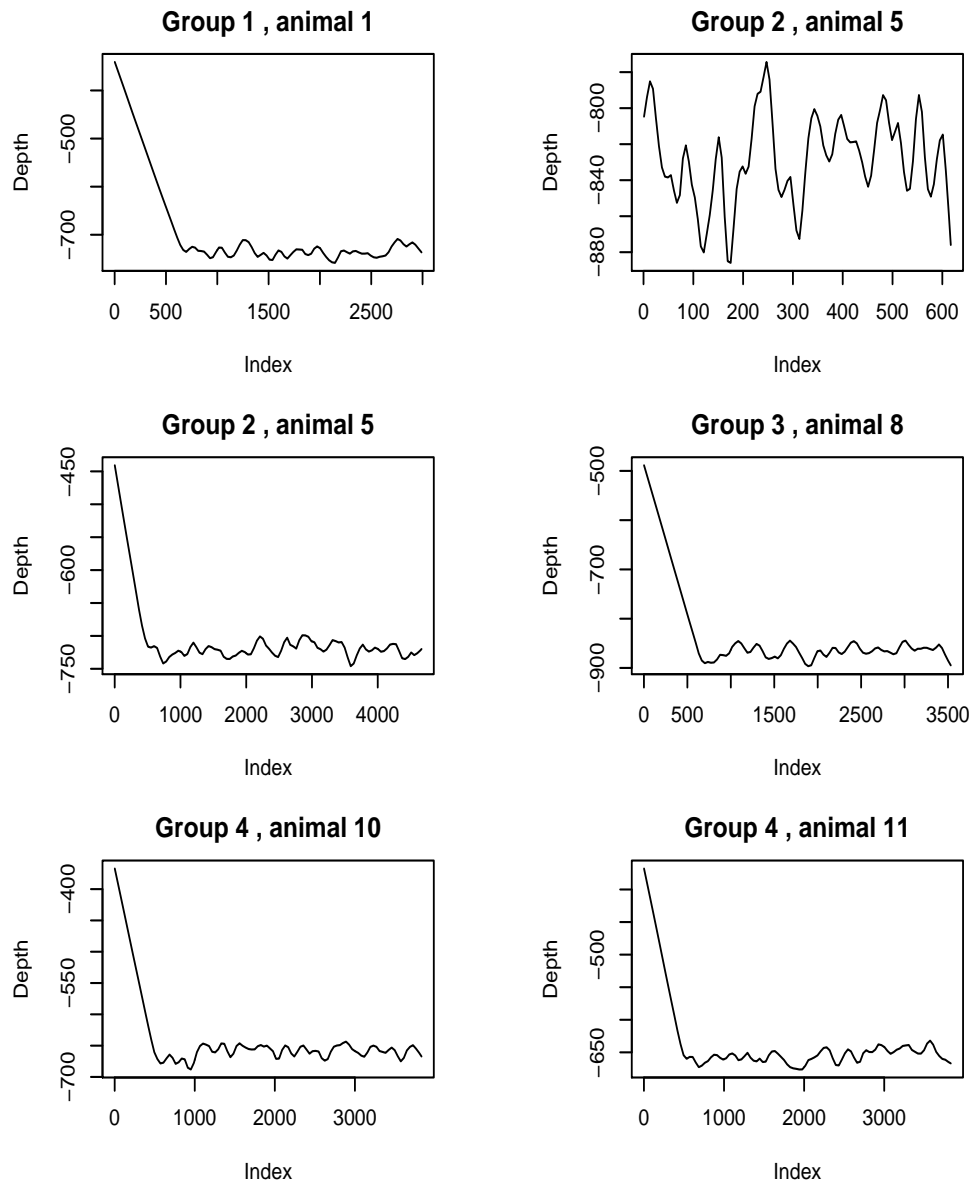 Group 1 , animal 1
Depth
−500
−700
0 500 1500 2500
Index
Group 2 , animal 5
Depth
−800
−840
−880
0 100 200 300 400 500 600
Index
Group 2 , animal 5
Depth
−450
−600
−750
0 1000 2000 3000 4000
Index
Group 3 , animal 8
Depth
−500
−700
−900
0 500 1500 2500 3500
Index
Group 4 , animal 10
Depth
−400
−550
−700
0 1000 2000 3000
Index
Group 4 , animal 11
Depth
−500
−650
0 1000 2000 3000
Index